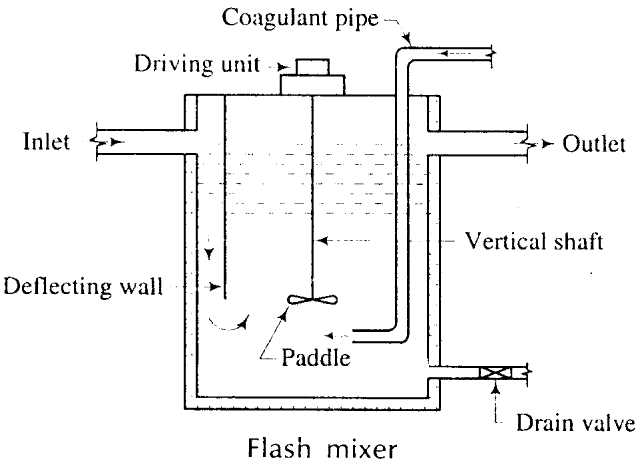 Coagulant pipe
Driving unit
Inlet
Outlet
Vertical shaft
Deflecting wall
Paddle
Drain valve
Flash mixer